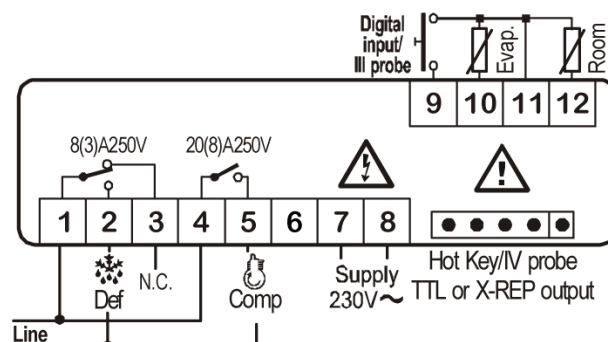 Digital
input/
III probe
Evap.
Room
9 10 11 12
8(3)A250V
20(8)A250V
1 2 3 4 5 6 7 8
Def
N.C.
Comp
Supply
230V~
Hot Key/IV probe
TTL or X-REP output
Line